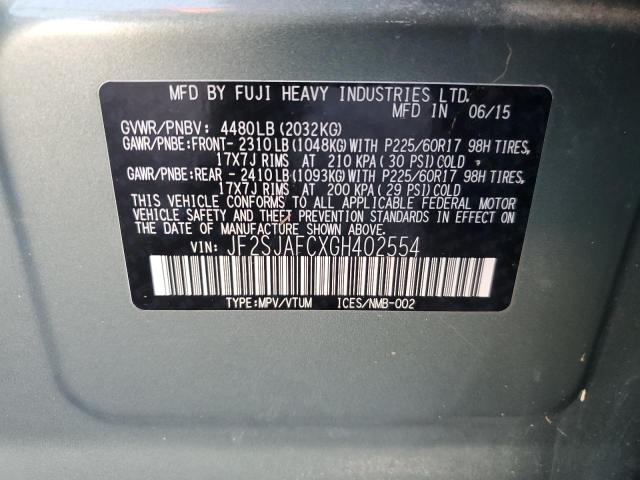 MFD BY FUJI HEAVY INDUSTRIES LTD.
MFD IN 06/15
GVWR/PNBV: 4480LB(2032KG)
GAWR/PNBE:FRONT- 2310LB(1048KG)WITH P225/60R17 98H TIRES,
17X7J RIMS AT 210 KPA( 30 PSI)COLD
GAWR/PNBE:REAR - 2410LB(1093KG)WITH P225/60R17 98H TIRES,
17X7J RIMS AT 200 KPA( 29 PSI)COLD
THIS VEHICLE CONFORMS TO ALL APPLICABLE FEDERAL MOTOR
VEHICLE SAFETY AND THEFT PREVENTION STANDARDS IN EFFECT ON
THE DATE OF MANUFACTURE SHOWN ABOVE.
VIN: JF2SJAFCXGH402554
TYPE:MPV/VTUM ICES/NMB-002